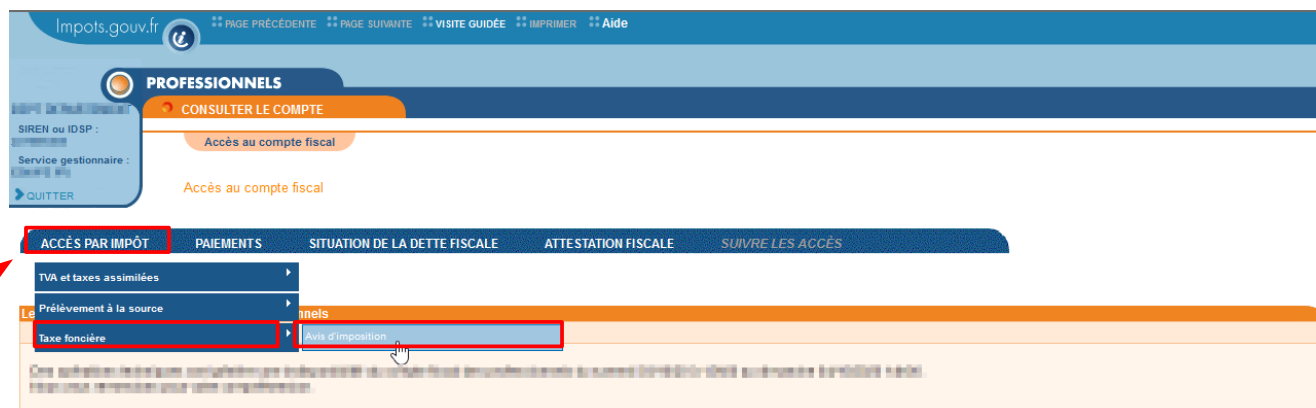 Impots.gouv.fr
PAGE PRÉCÉDENTE PAGE SUIVANTE VISITE GUIDÉE IMPRIMER Aide
PROFESSIONNELS
CONSULTER LE COMPTE
SIREN ou IDSP :
Accès au compte fiscal
Service gestionnaire :
Accès au compte fiscal
QUITTER
ACCÈS PAR IMPÔT PAIEMENTS SITUATION DE LA DETTE FISCALE ATTESTATION FISCALE SUIVRE LES ACCÈS
TVA et taxes assimilées
Prélèvement à la source
Taxe foncière Avis d'imposition